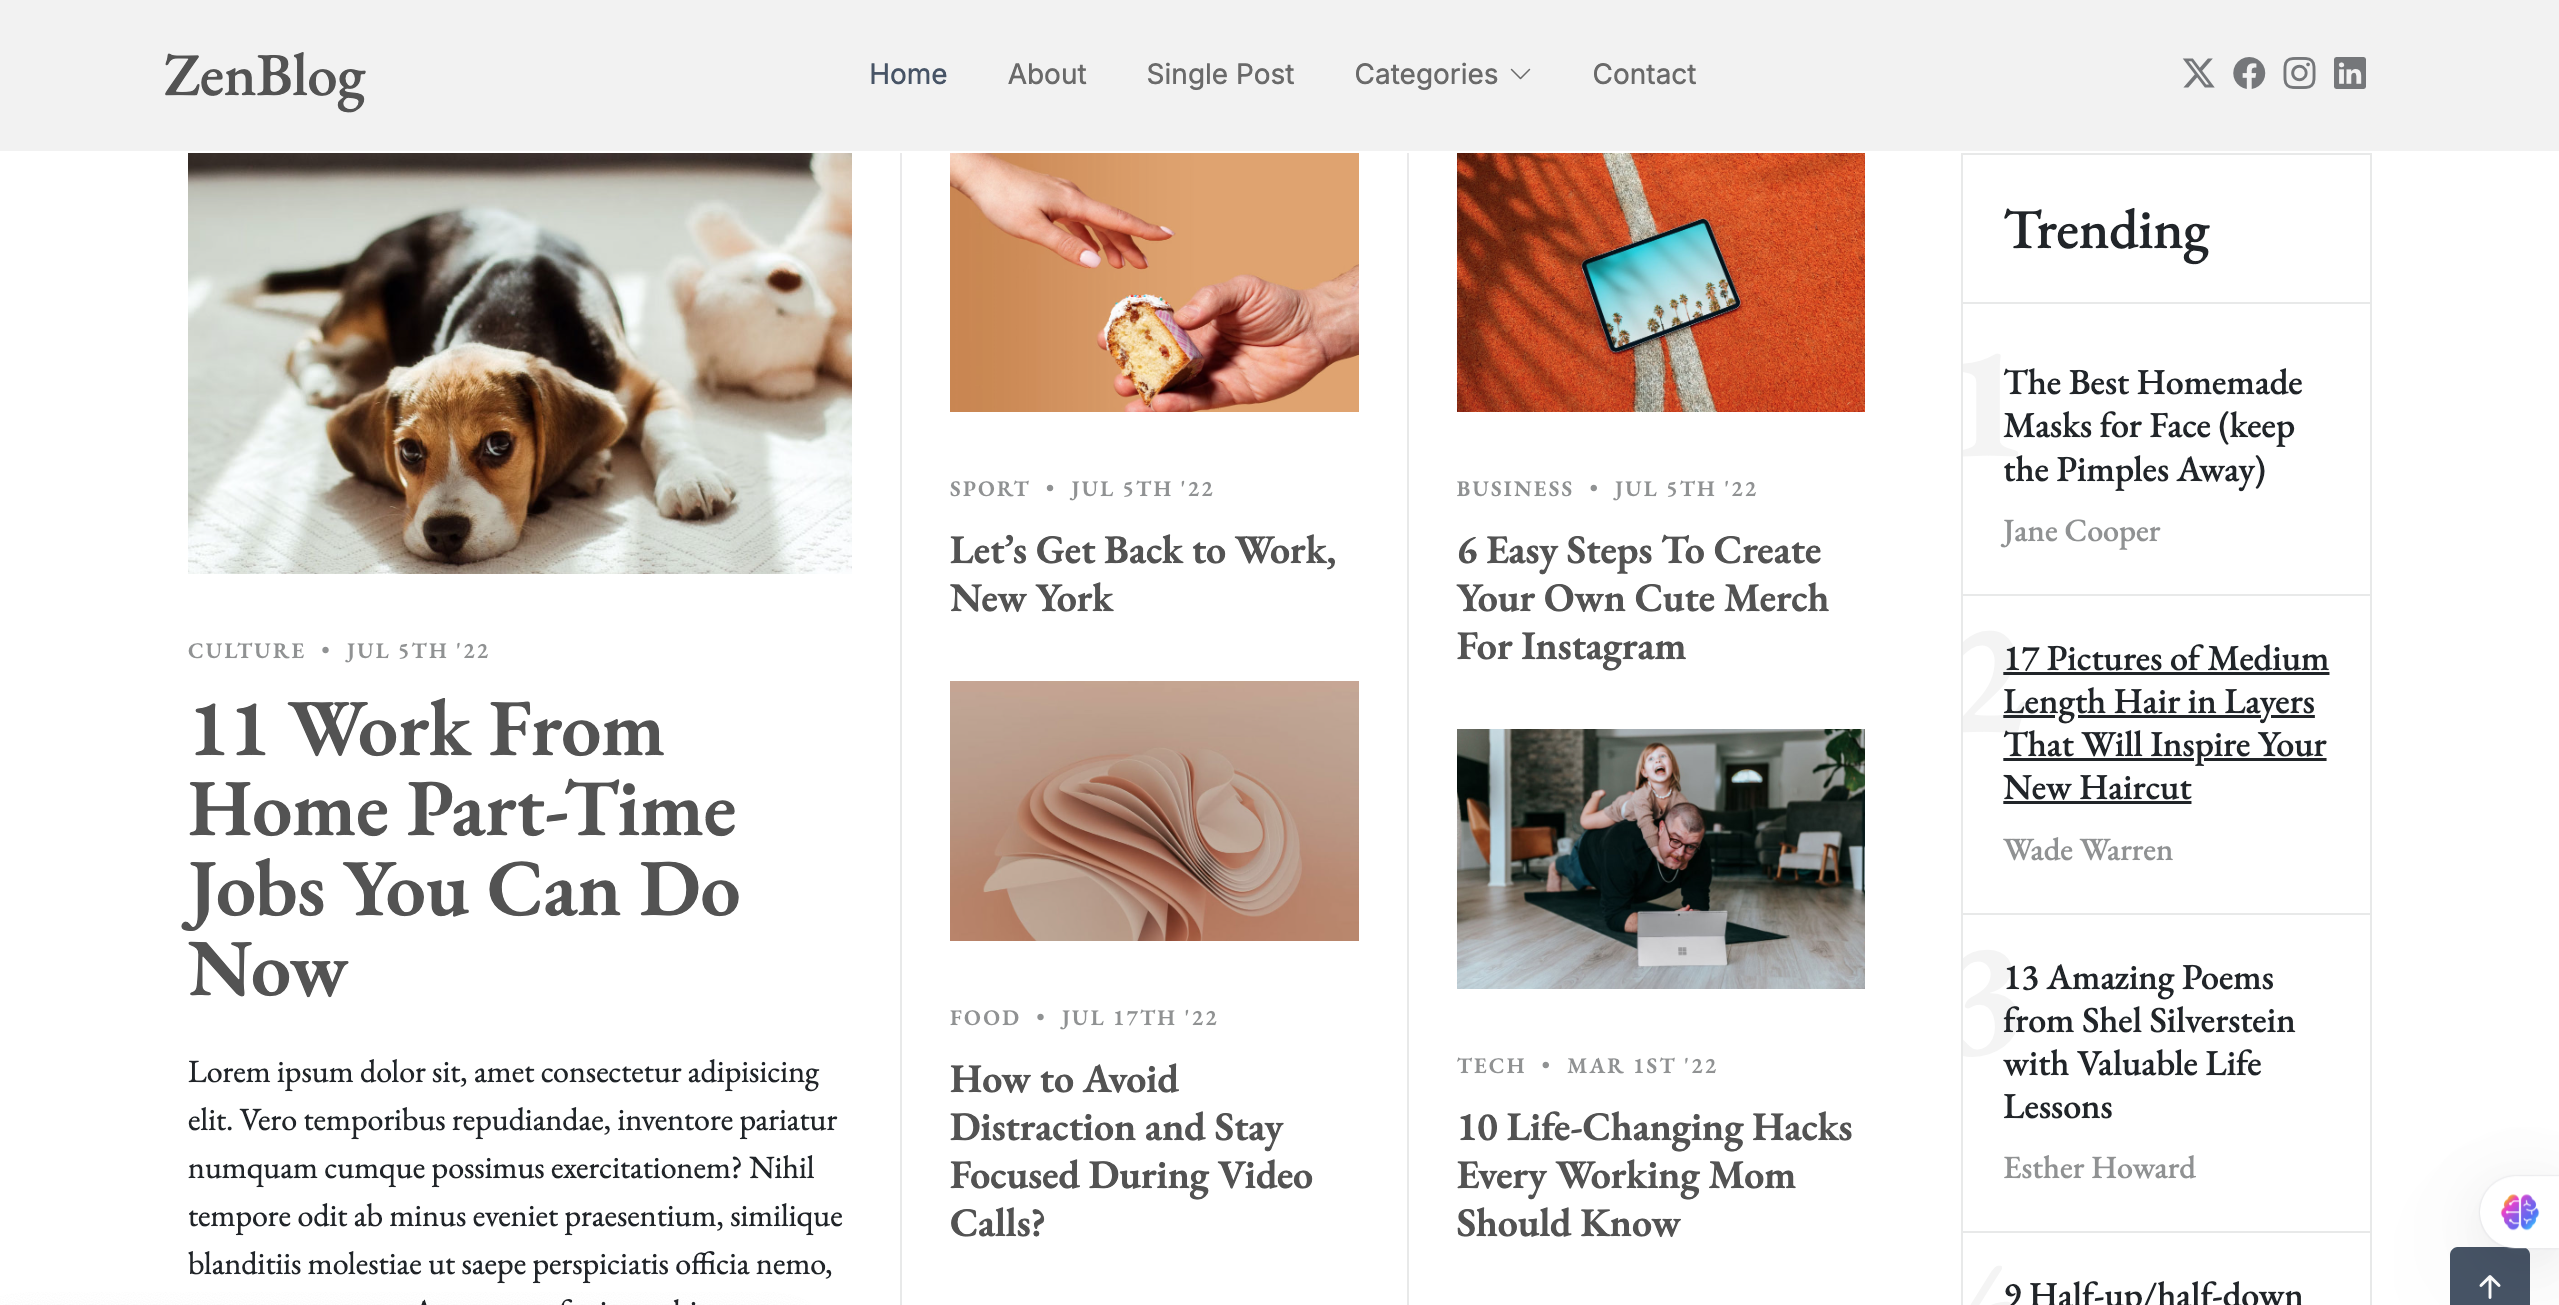 ZenBlog
Home
About
Single Post
Categories
Contact
CULTURE • JUL 5TH '22
11 Work From
Home Part-Time
Jobs You Can Do
Now
Lorem ipsum dolor sit, amet consectetur adipisicing
elit. Vero temporibus repudiandae, inventore pariatur
numquam cumque possimus exercitationem? Nihil
tempore odit ab minus eveniet praesentium, similique
blanditiis molestiae ut saepe perspiciatis officia nemo,
SPORT • JUL 5TH '22
Let’s Get Back to Work,
New York
FOOD • JUL 17TH '22
How to Avoid
Distraction and Stay
Focused During Video
Calls?
BUSINESS • JUL 5TH '22
6 Easy Steps To Create
Your Own Cute Merch
For Instagram
TECH • MAR 1ST '22
10 Life-Changing Hacks
Every Working Mom
Should Know
Trending
1
The Best Homemade
Masks for Face (keep
the Pimples Away)
Jane Cooper
2
17 Pictures of Medium
Length Hair in Layers
That Will Inspire Your
New Haircut
Wade Warren
3
13 Amazing Poems
from Shel Silverstein
with Valuable Life
Lessons
Esther Howard
9 Half-up/half-down